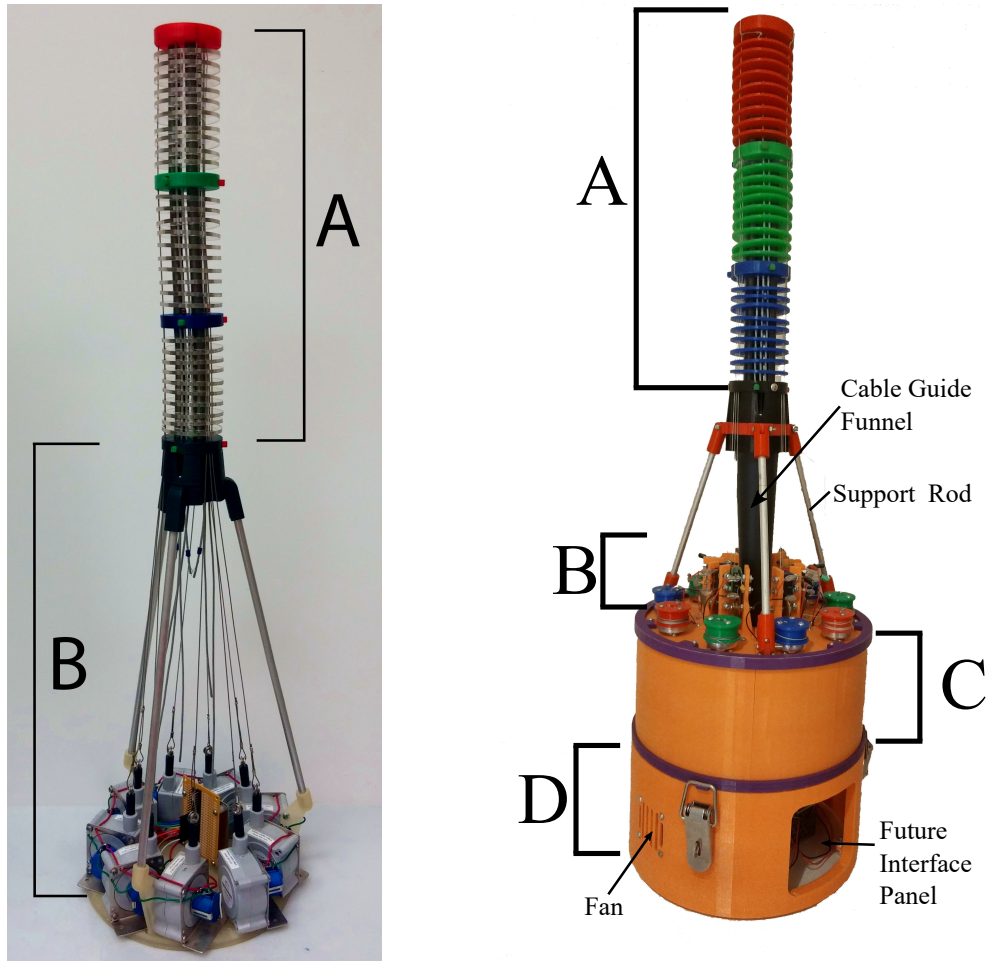 A
B
A
Cable Guide
Funnel
Support Rod
B
C
D
Future
Interface
Panel
Fan